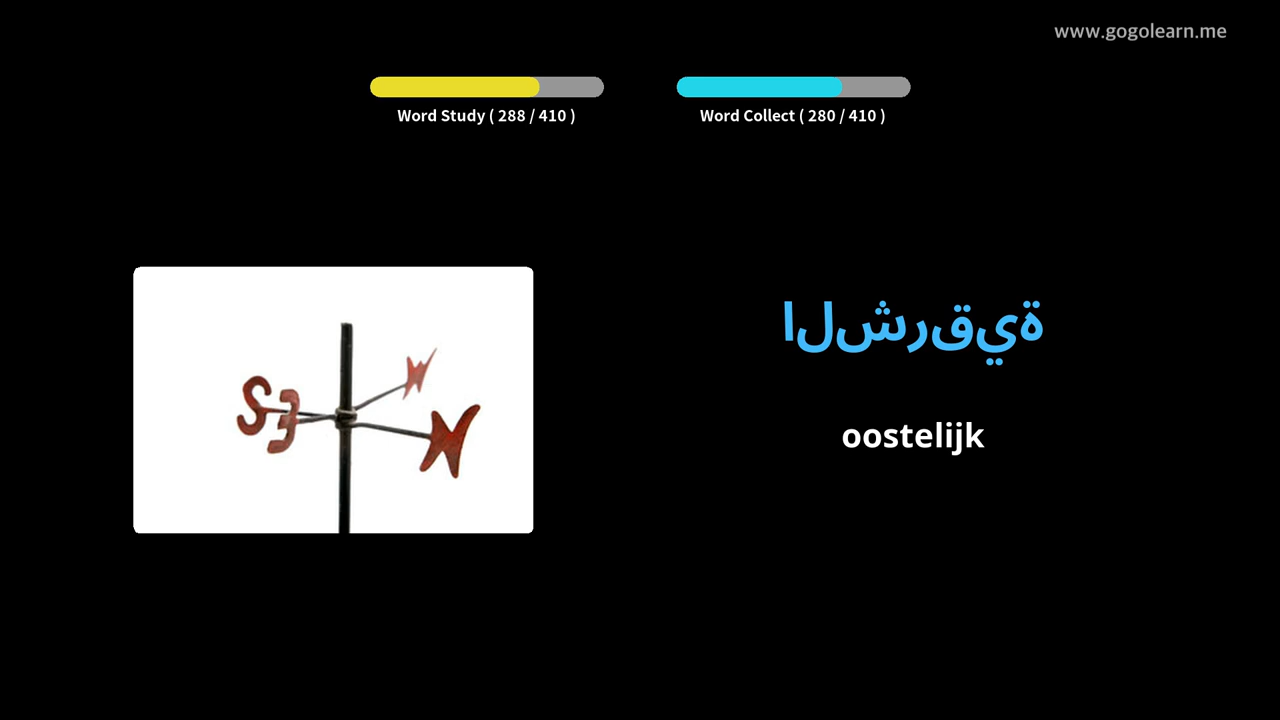 www.gogolearn.me
Word Study ( 288 / 410 )
Word Collect ( 280 / 410 )
الشرقية
oostelijk
W
S E N